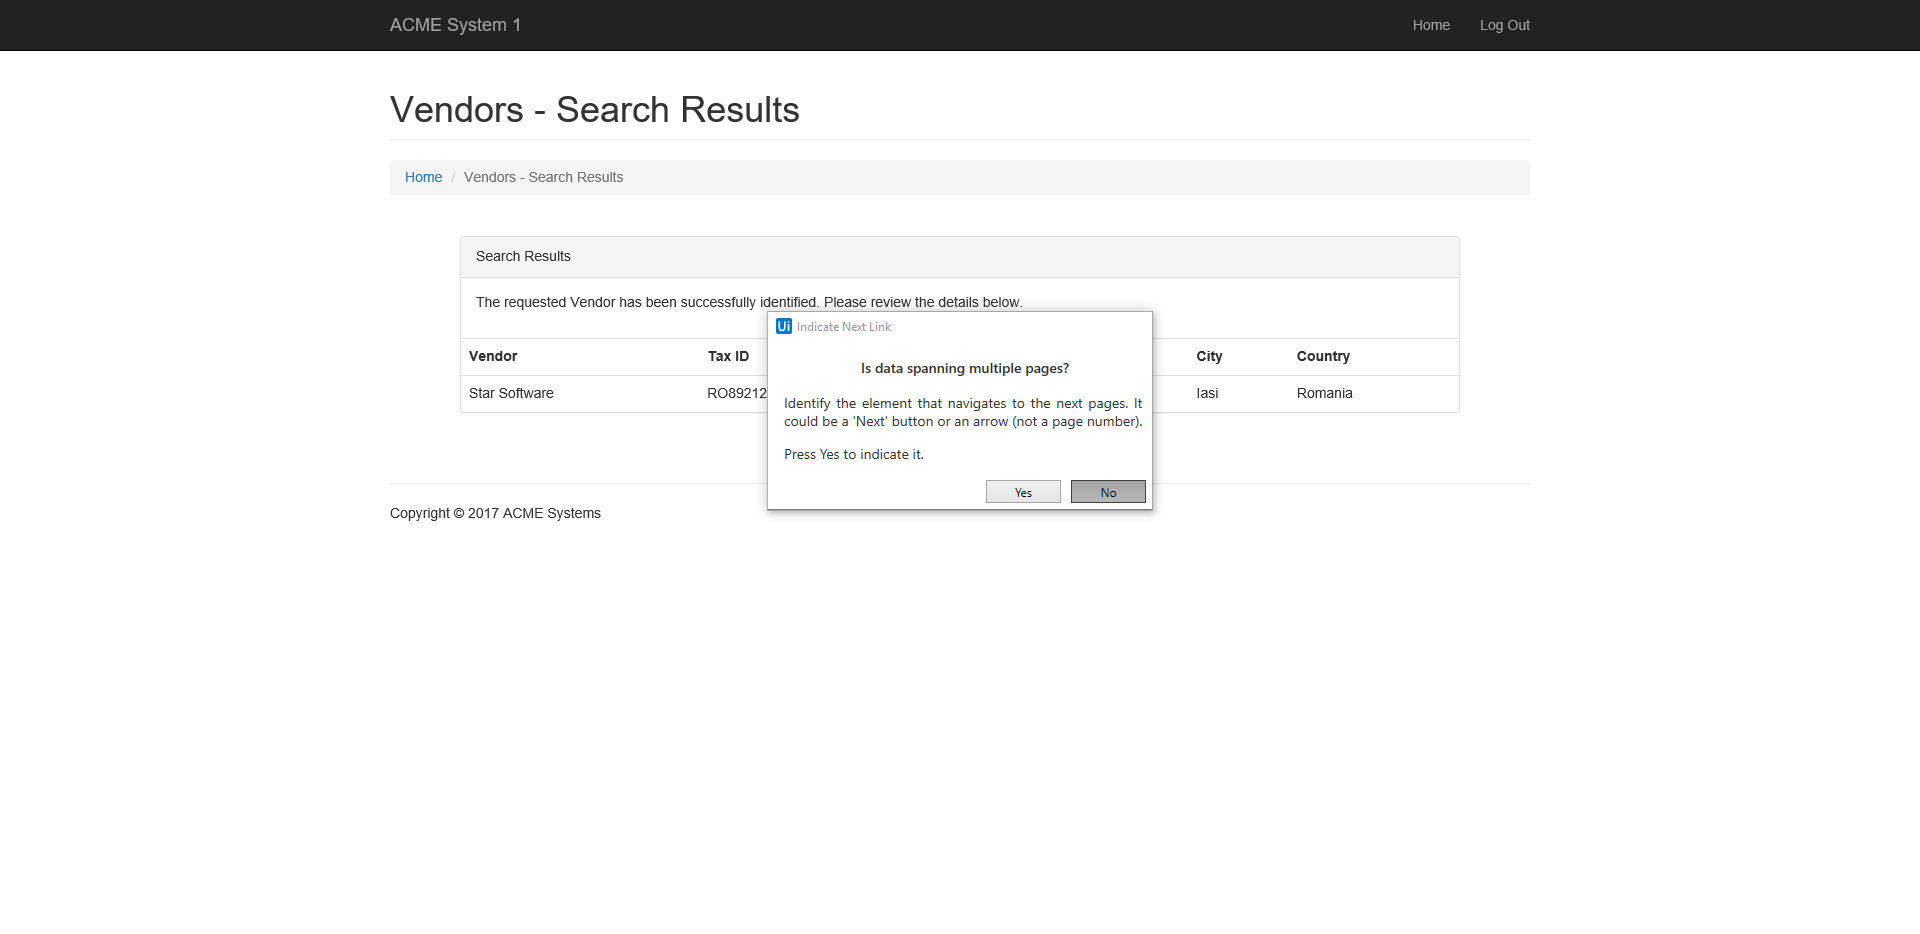 ACME System 1
Home
Log Out
Vendors - Search Results
Home / Vendors - Search Results
Search Results
The requested Vendor has been successfully identified. Please review the details below.
Ui Indicate Next Link
Is data spanning multiple pages?
Identify the element that navigates to the next pages. It
could be a 'Next' button or an arrow (not a page number).
Press Yes to indicate it.
Yes
No
Vendor Tax ID City Country
Star Software RO89212 Iasi Romania
Copyright © 2017 ACME Systems